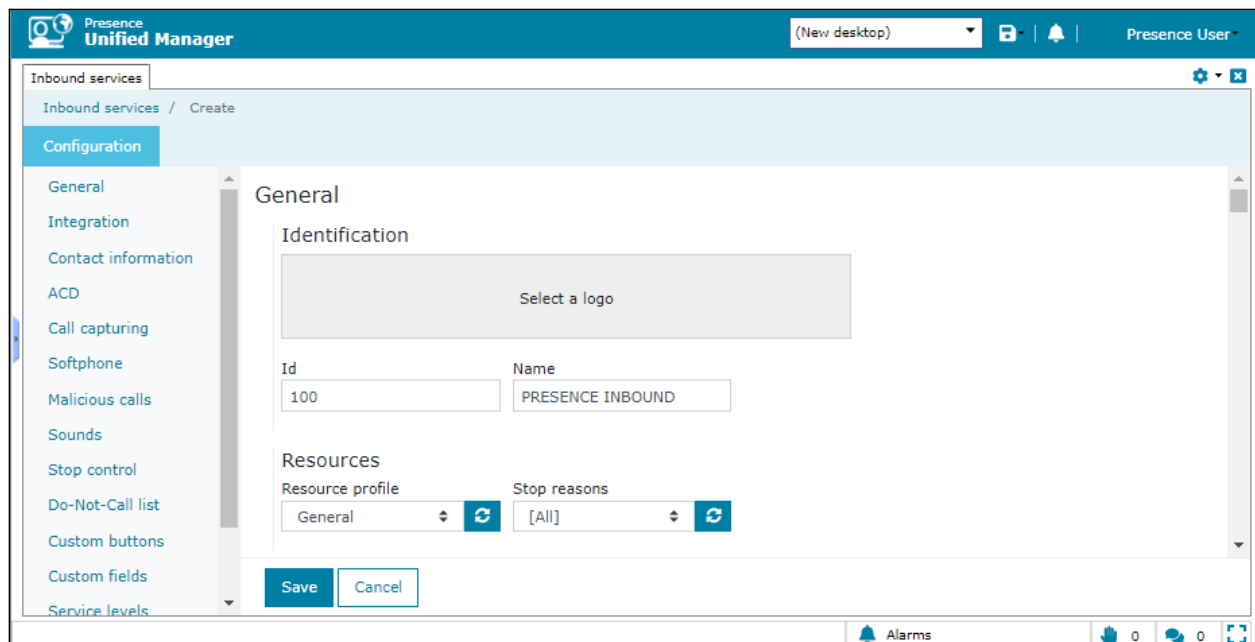 Presence
Unified Manager
(New desktop)
Presence User
Inbound services
Inbound services / Create
Configuration
General
Integration
Contact information
ACD
Call capturing
Softphone
Malicious calls
Sounds
Stop control
Do-Not-Call list
Custom buttons
Custom fields
Service levels
General
Identification
Select a logo
Id Name
100 PRESENCE INBOUND
Resources
Resource profile Stop reasons
General [All]
Save Cancel
Alarms 0 0